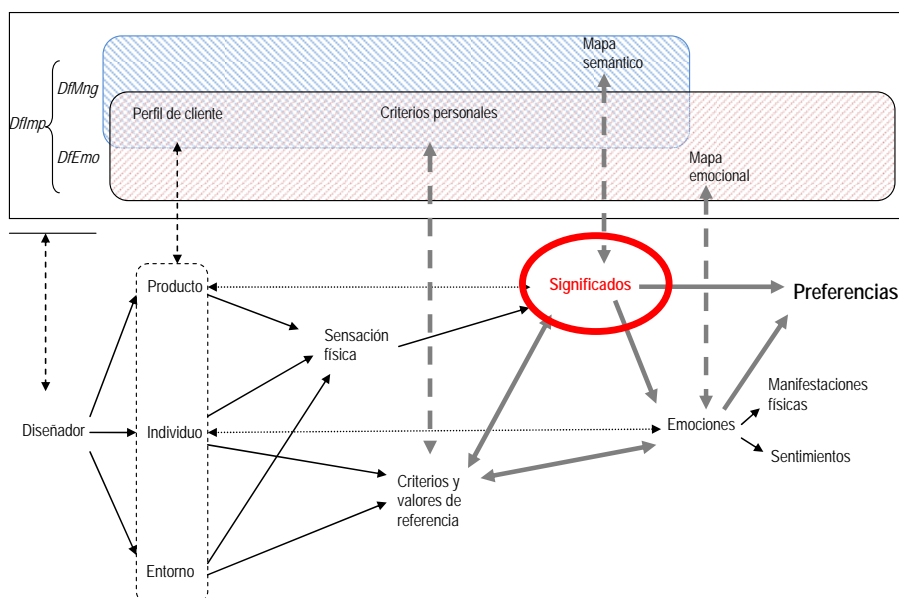 Mapa
semántico
DfMng
Perfil de cliente
Criterios personales
DfImp
DfEmo
Mapa
emocional
Producto
Significados
Preferencias
Sensación
física
Manifestaciones
físicas
Diseñador
Individuo
Emociones
Sentimientos
Criterios y
valores de
referencia
Entorno